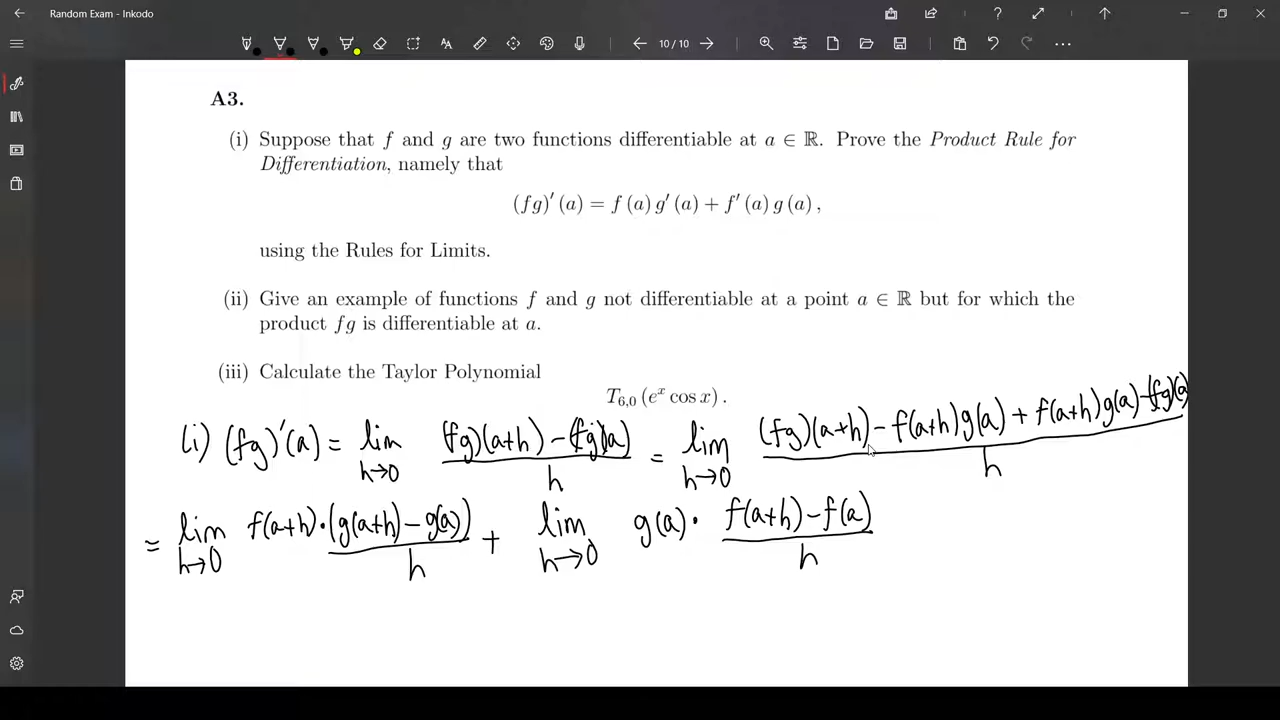 Random Exam - Inkodo
10/10
A3.
(i) Suppose that f and g are two functions differentiable at a ∈ ℝ. Prove the Product Rule for
Differentiation, namely that
(fg)′ (a) = f (a) g′ (a) + f′ (a) g (a) ,
using the Rules for Limits.
(ii) Give an example of functions f and g not differentiable at a point a ∈ ℝ but for which the
product fg is differentiable at a.
(iii) Calculate the Taylor Polynomial
T₆,₀ (eˣ cos x) .
(i) (fg)'(a) = lim h→0 ((fg)(a+h) - (fg)(a))/h = lim h→0 ((fg)(a+h) - f(a+h)g(a) + f(a+h)g(a) - (fg)(a))/h
= lim h→0 f(a+h)·(g(a+h) - g(a))/h + lim h→0 g(a)· (f(a+h) - f(a))/h